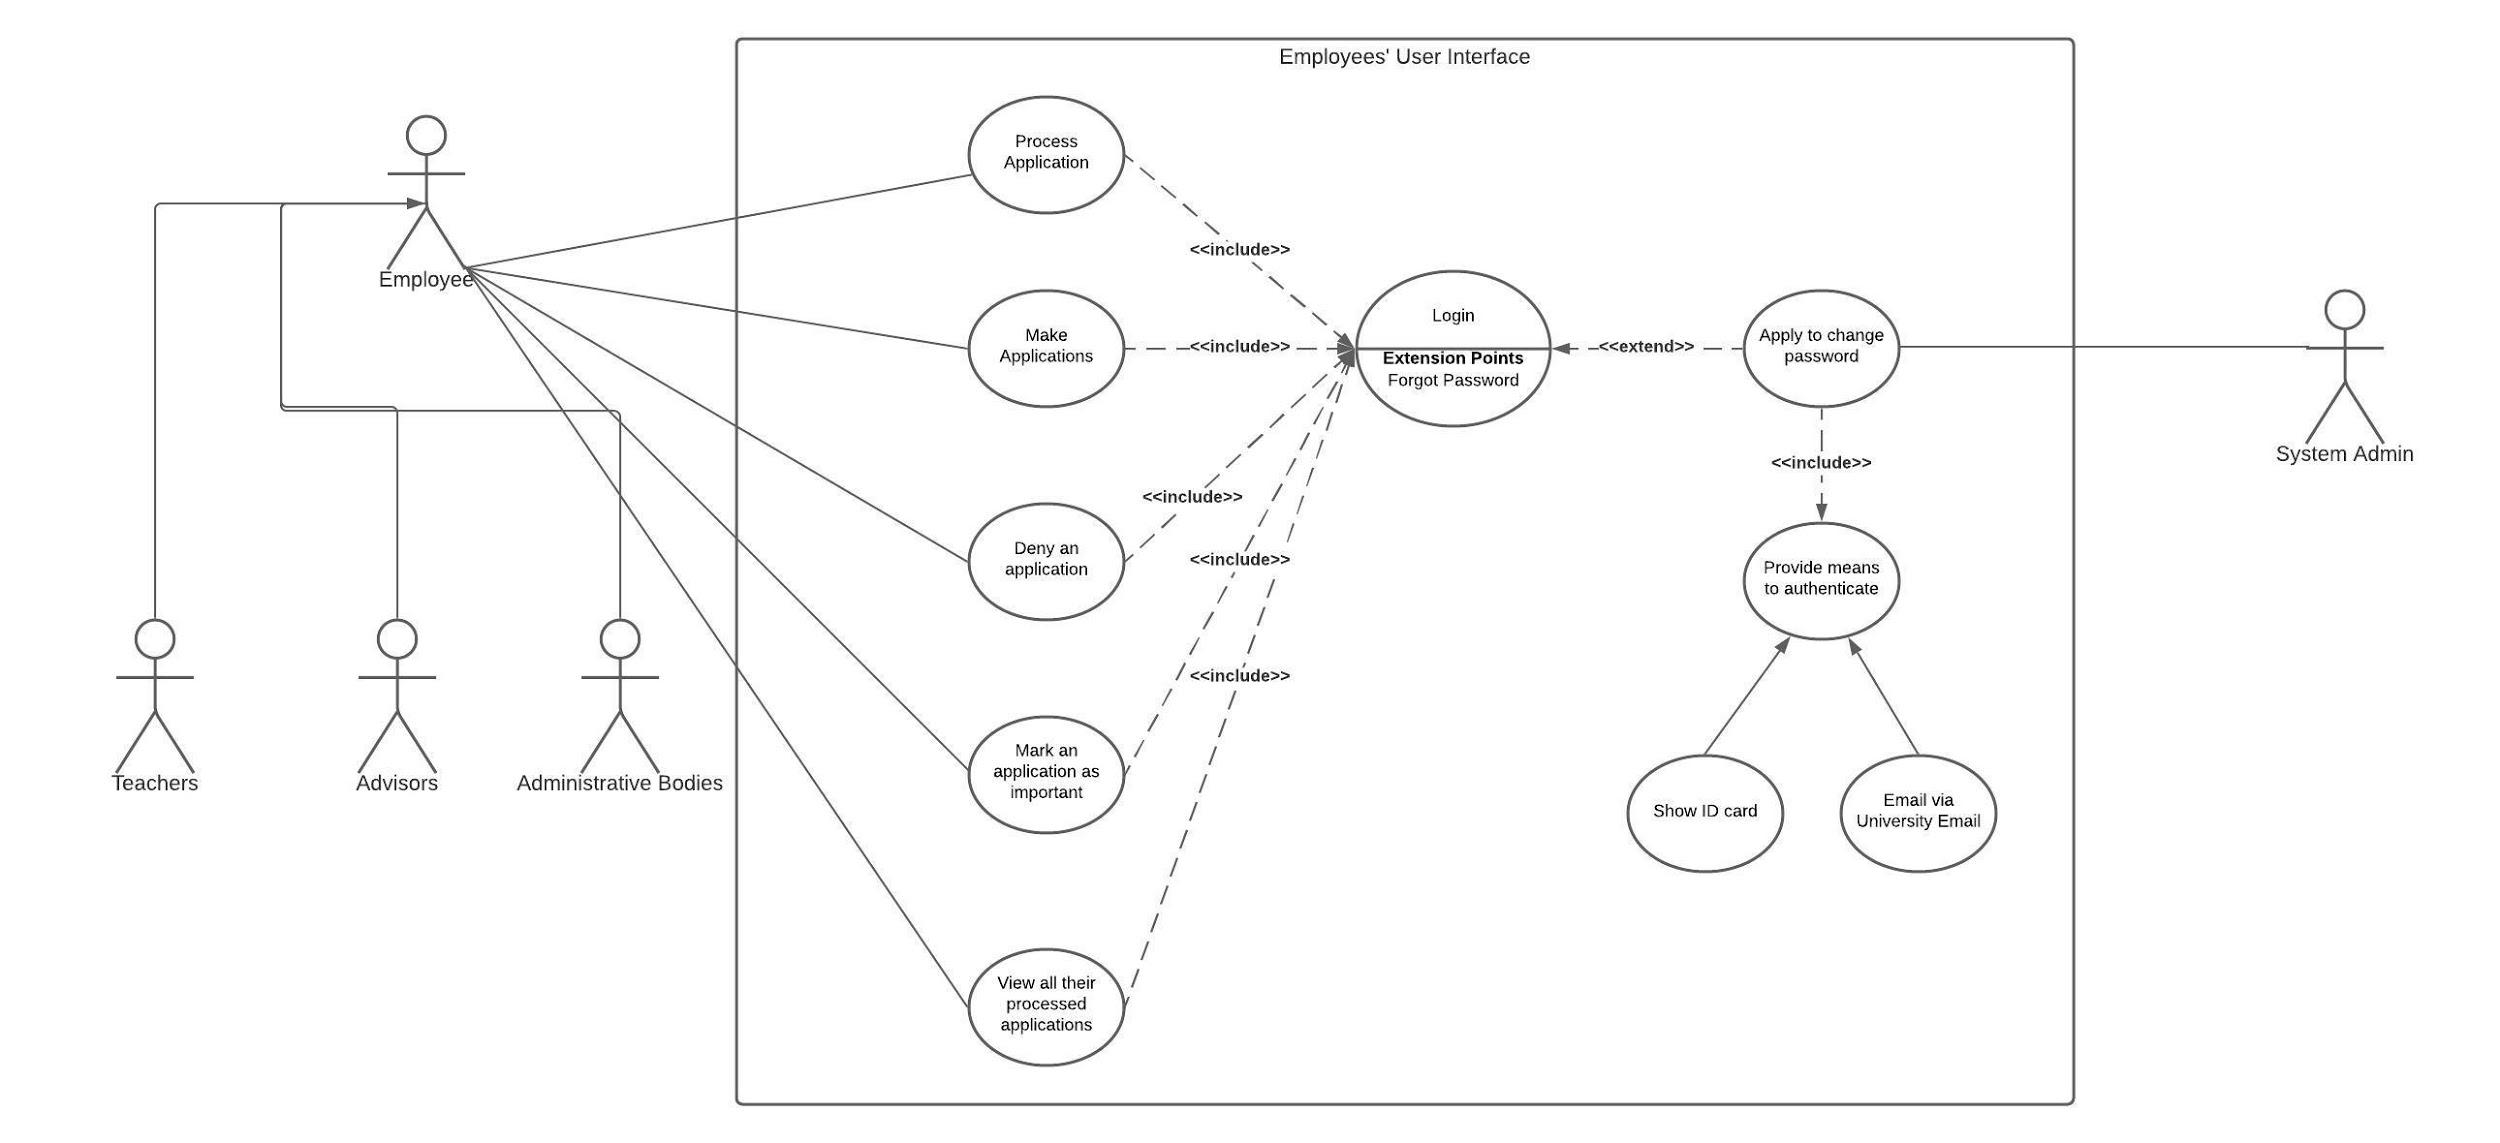 Employees' User Interface
Process
Application
<<include>>
Employee
Make
Applications
<<include>>
Login
Extension Points
Forgot Password
<<extend>>
Apply to change
password
System Admin
<<include>>
<<include>>
Deny an
application
<<include>>
Provide means
to authenticate
<<include>>
Teachers
Advisors
Administrative Bodies
Mark an
application as
important
Show ID card
Email via
University Email
View all their
processed
applications